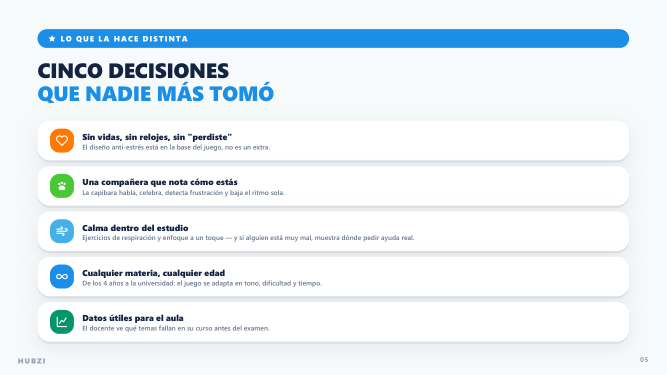 ★ LO QUE LA HACE DISTINTA
CINCO DECISIONES
QUE NADIE MÁS TOMÓ
Sin vidas, sin relojes, sin "perdiste"
El diseño anti-estrés está en la base del juego, no es un extra.
Una compañera que nota cómo estás
La capibara habla, celebra, detecta frustración y baja el ritmo sola.
Calma dentro del estudio
Ejercicios de respiración y enfoque a un toque — y si alguien está muy mal, muestra dónde pedir ayuda real.
Cualquier materia, cualquier edad
De los 4 años a la universidad: el juego se adapta en tono, dificultad y tiempo.
Datos útiles para el aula
El docente ve qué temas fallan en su curso antes del examen.
HUBZI
05